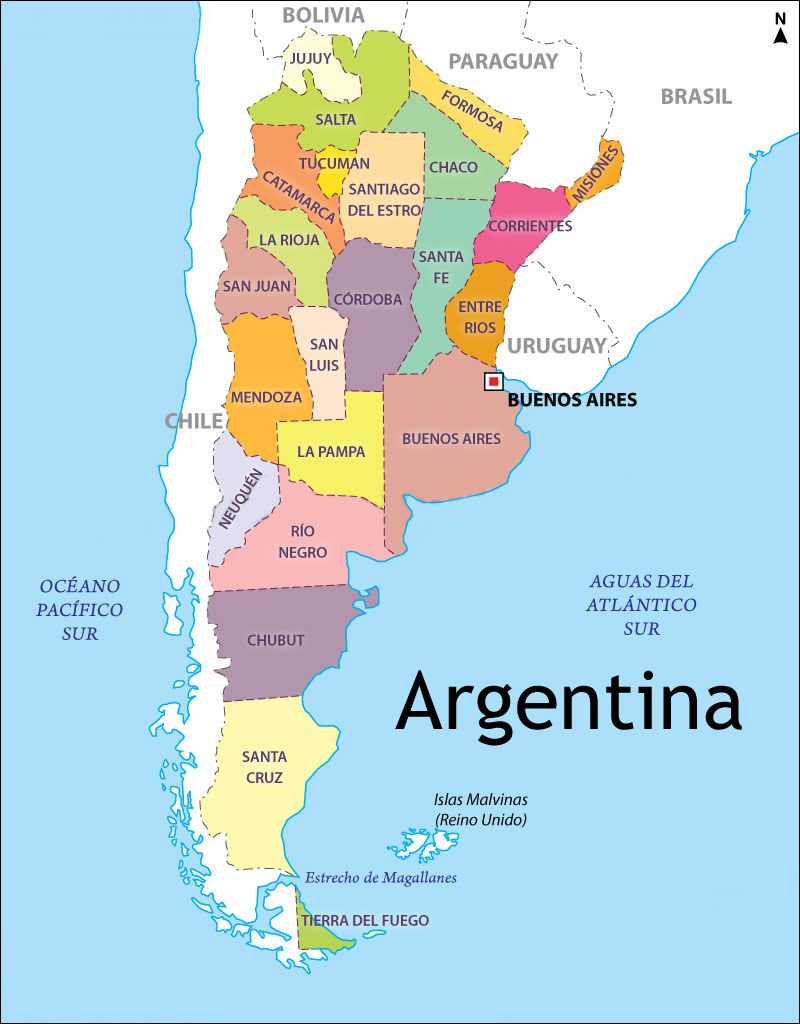 BOLIVIA
N
JUJUY
PARAGUAY
BRASIL
FORMOSA
SALTA
TUCUMAN
CHACO
MISIONES
CATAMARCA
SANTIAGO
DEL ESTRO
CORRIENTES
LA RIOJA
SANTA
FE
SAN JUAN
CÓRDOBA
ENTRE
RIOS
SAN
LUIS
URUGUAY
MENDOZA
BUENOS AIRES
CHILE
BUENOS AIRES
LA PAMPA
NEUQUÉN
RÍO
NEGRO
OCÉANO
PACÍFICO
SUR
AGUAS DEL
ATLÁNTICO
SUR
CHUBUT
Argentina
SANTA
CRUZ
Islas Malvinas
(Reino Unido)
Estrecho de Magallanes
TIERRA DEL FUEGO